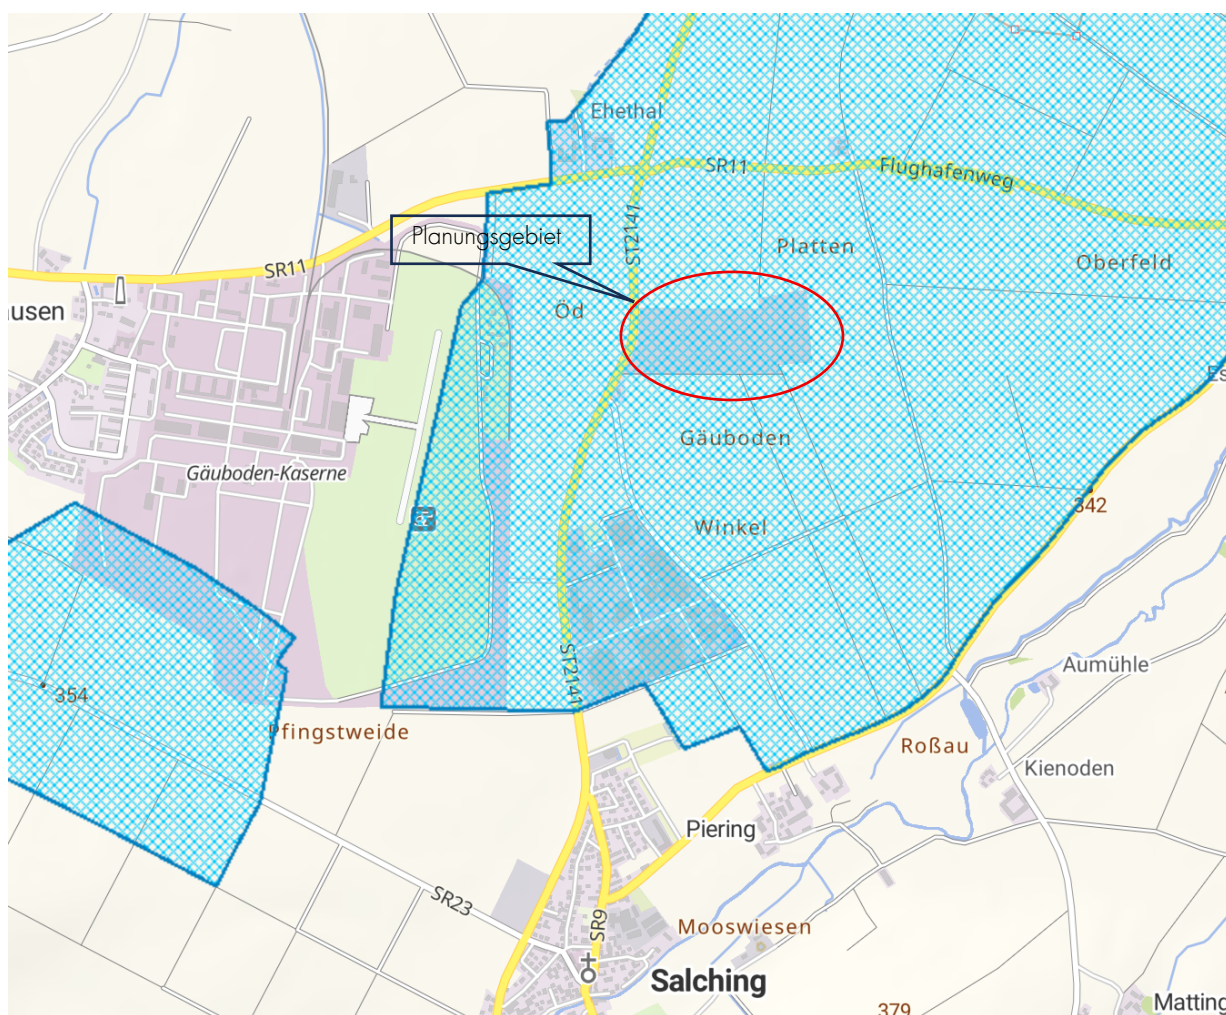 Ehethal
SR11
Flughafenweg
ST2141
Planungsgebiet
Platten
Oberfeld
SR11
Öd
usen
Es
Gäuboden
Gäuboden-Kaserne
342
Winkel
ST2141
Aumühle
354
Pfingstweide
Roßau
Kienoden
Piering
SR23
SR9
Mooswiesen
Salching
379
Matting